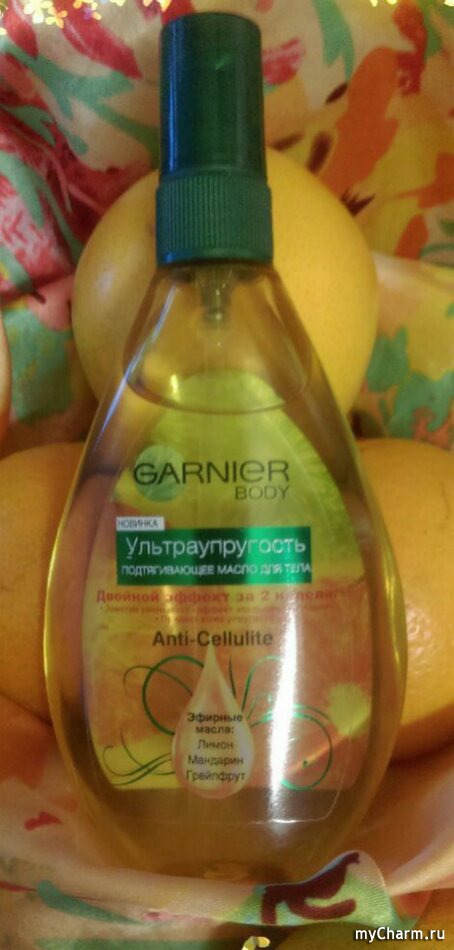 GARNIER
BODY
НОВИНКА
Ультраупругость
ПОДТЯГИВАЮЩЕЕ МАСЛО ДЛЯ ТЕЛА
Двойной эффект за 2 недели
Anti-Cellulite
Эфирные
масла:
Лимон
Мандарин
Грейпфрут
myCharm.ru